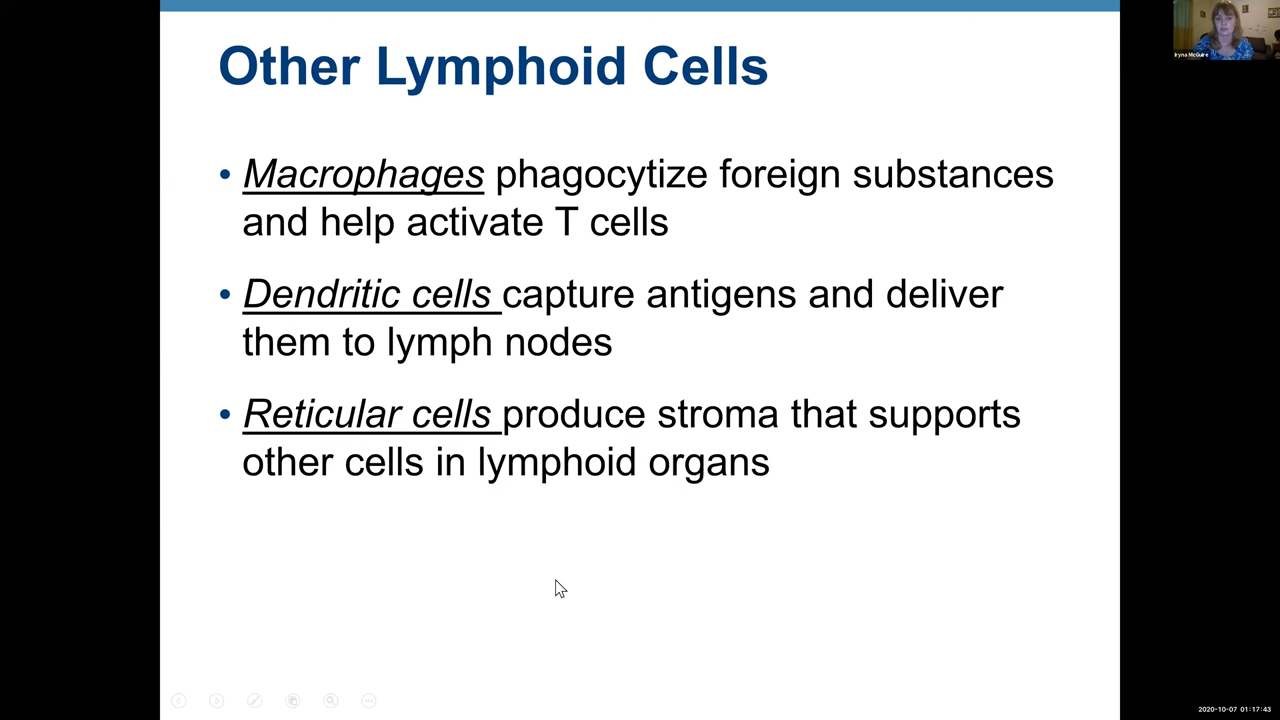 Other Lymphoid Cells
• Macrophages phagocytize foreign substances
and help activate T cells
• Dendritic cells capture antigens and deliver
them to lymph nodes
• Reticular cells produce stroma that supports
other cells in lymphoid organs
Iryna McGuire
2020-10-07 01:17:43